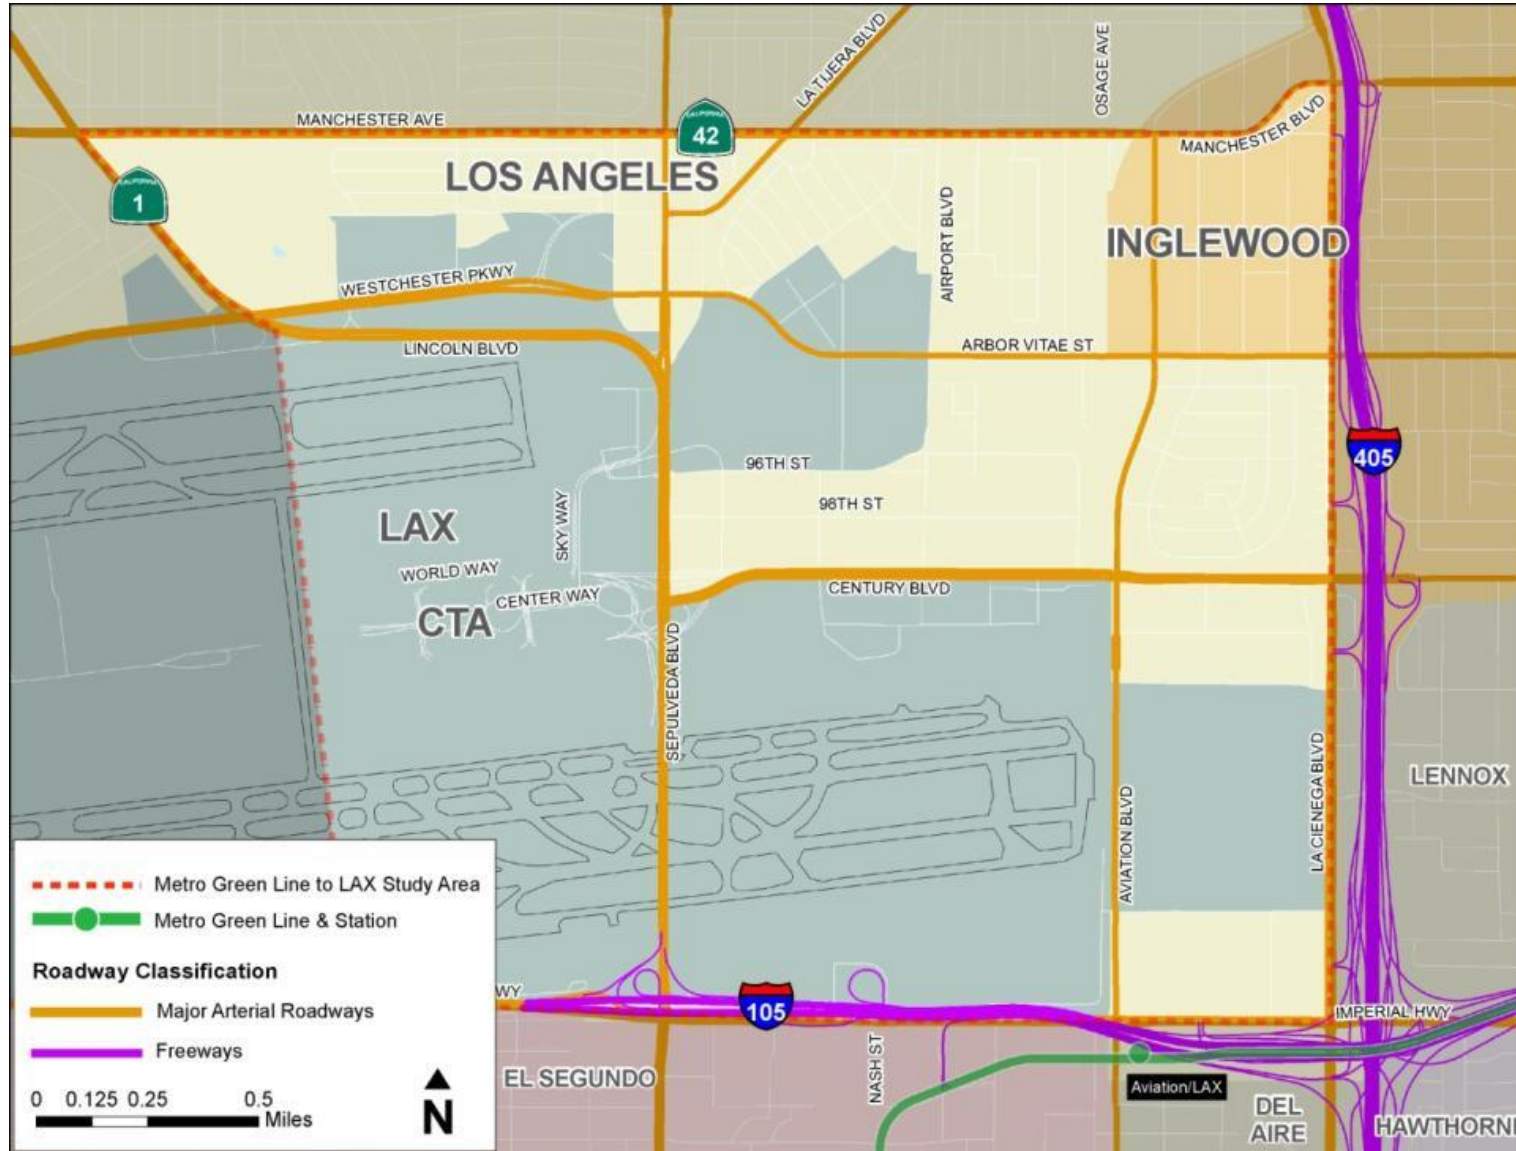 LA TIJERA BLVD
OSAGE AVE
MANCHESTER AVE
CALIFORNIA
42
MANCHESTER BLVD
LOS ANGELES
CALIFORNIA
1
AIRPORT BLVD
INGLEWOOD
WESTCHESTER PKWY
LINCOLN BLVD
ARBOR VITAE ST
405
96TH ST
98TH ST
SKY WAY
LAX
WORLD WAY
CENTER WAY
CTA
CENTURY BLVD
SEPULVEDA BLVD
LA CIENEGA BLVD
LENNOX
AVIATION BLVD
Metro Green Line to LAX Study Area
Metro Green Line & Station
Roadway Classification
Major Arterial Roadways
Freeways
0 0.125 0.25 0.5
Miles
N
WY
105
IMPERIAL HWY
NASH ST
EL SEGUNDO
Aviation/LAX
DEL
AIRE
HAWTHORN